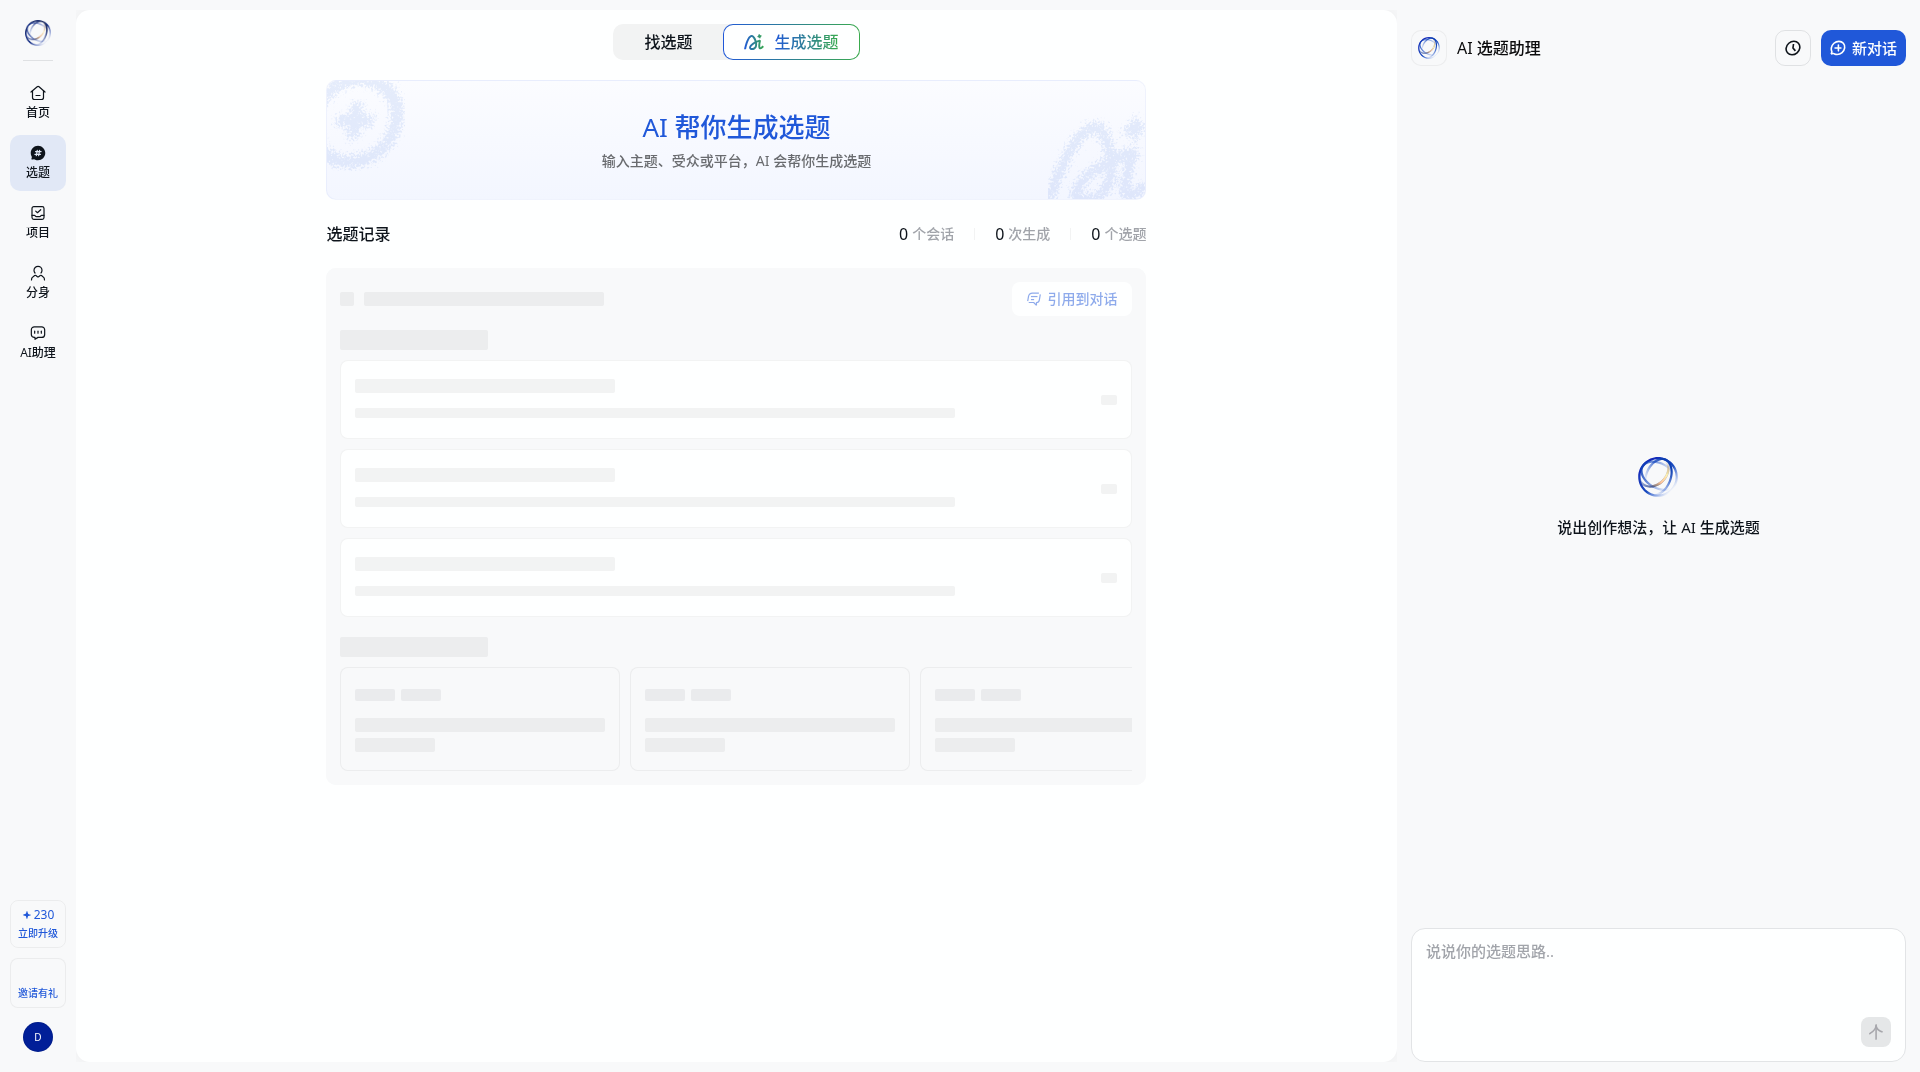 首页
选题
项目
分身
AI助理
230
立即升级
邀请有礼
D
找选题
Ai 生成选题
AI 帮你生成选题
输入主题、受众或平台，AI 会帮你生成选题
选题记录
0 个会话
0 次生成
0 个选题
引用到对话
AI 选题助理
新对话
说出创作想法，让 AI 生成选题
说说你的选题思路..